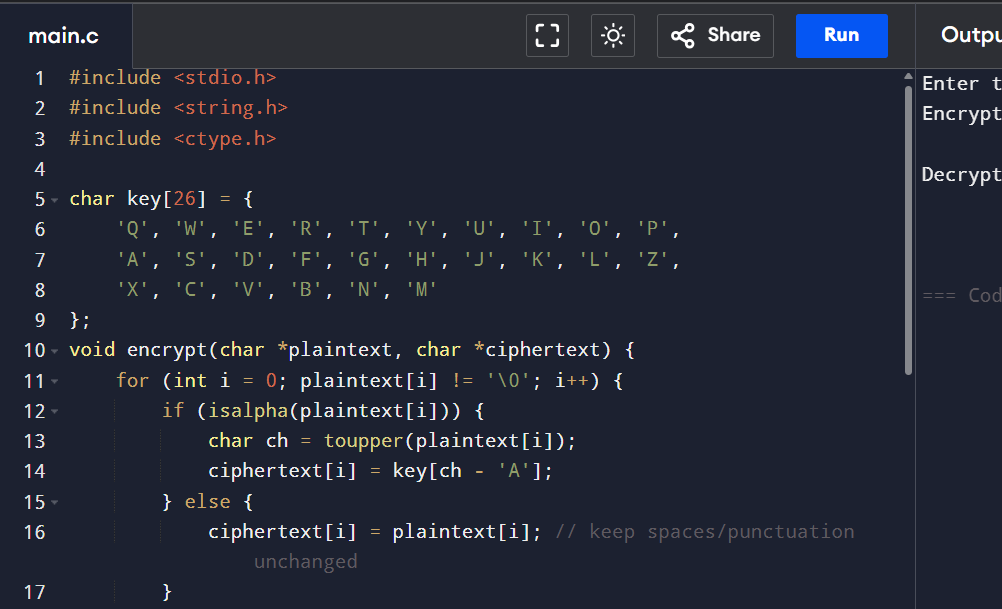 main.c
Share
Run
Outpu
1 #include <stdio.h>
2 #include <string.h>
3 #include <ctype.h>
4
5 char key[26] = {
6     'Q', 'W', 'E', 'R', 'T', 'Y', 'U', 'I', 'O', 'P',
7     'A', 'S', 'D', 'F', 'G', 'H', 'J', 'K', 'L', 'Z',
8     'X', 'C', 'V', 'B', 'N', 'M'
9 };
10 void encrypt(char *plaintext, char *ciphertext) {
11     for (int i = 0; plaintext[i] != '\0'; i++) {
12         if (isalpha(plaintext[i])) {
13             char ch = toupper(plaintext[i]);
14             ciphertext[i] = key[ch - 'A'];
15         } else {
16             ciphertext[i] = plaintext[i]; // keep spaces/punctuation
unchanged
17         }
Enter t
Encrypt
Decrypt
=== Cod